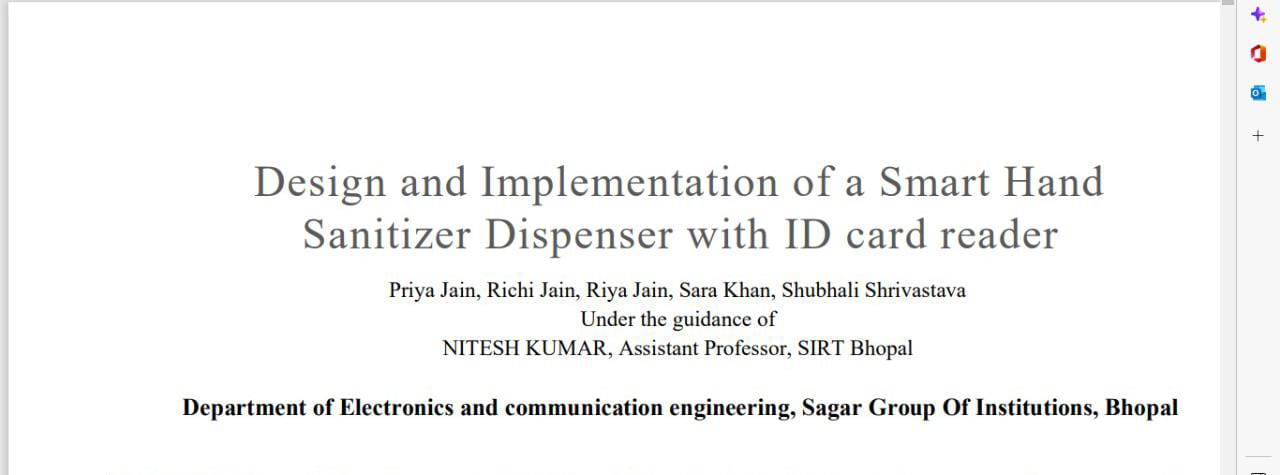 Design and Implementation of a Smart Hand
Sanitizer Dispenser with ID card reader
Priya Jain, Richi Jain, Riya Jain, Sara Khan, Shubhali Shrivastava
Under the guidance of
NITESH KUMAR, Assistant Professor, SIRT Bhopal
Department of Electronics and communication engineering, Sagar Group Of Institutions, Bhopal